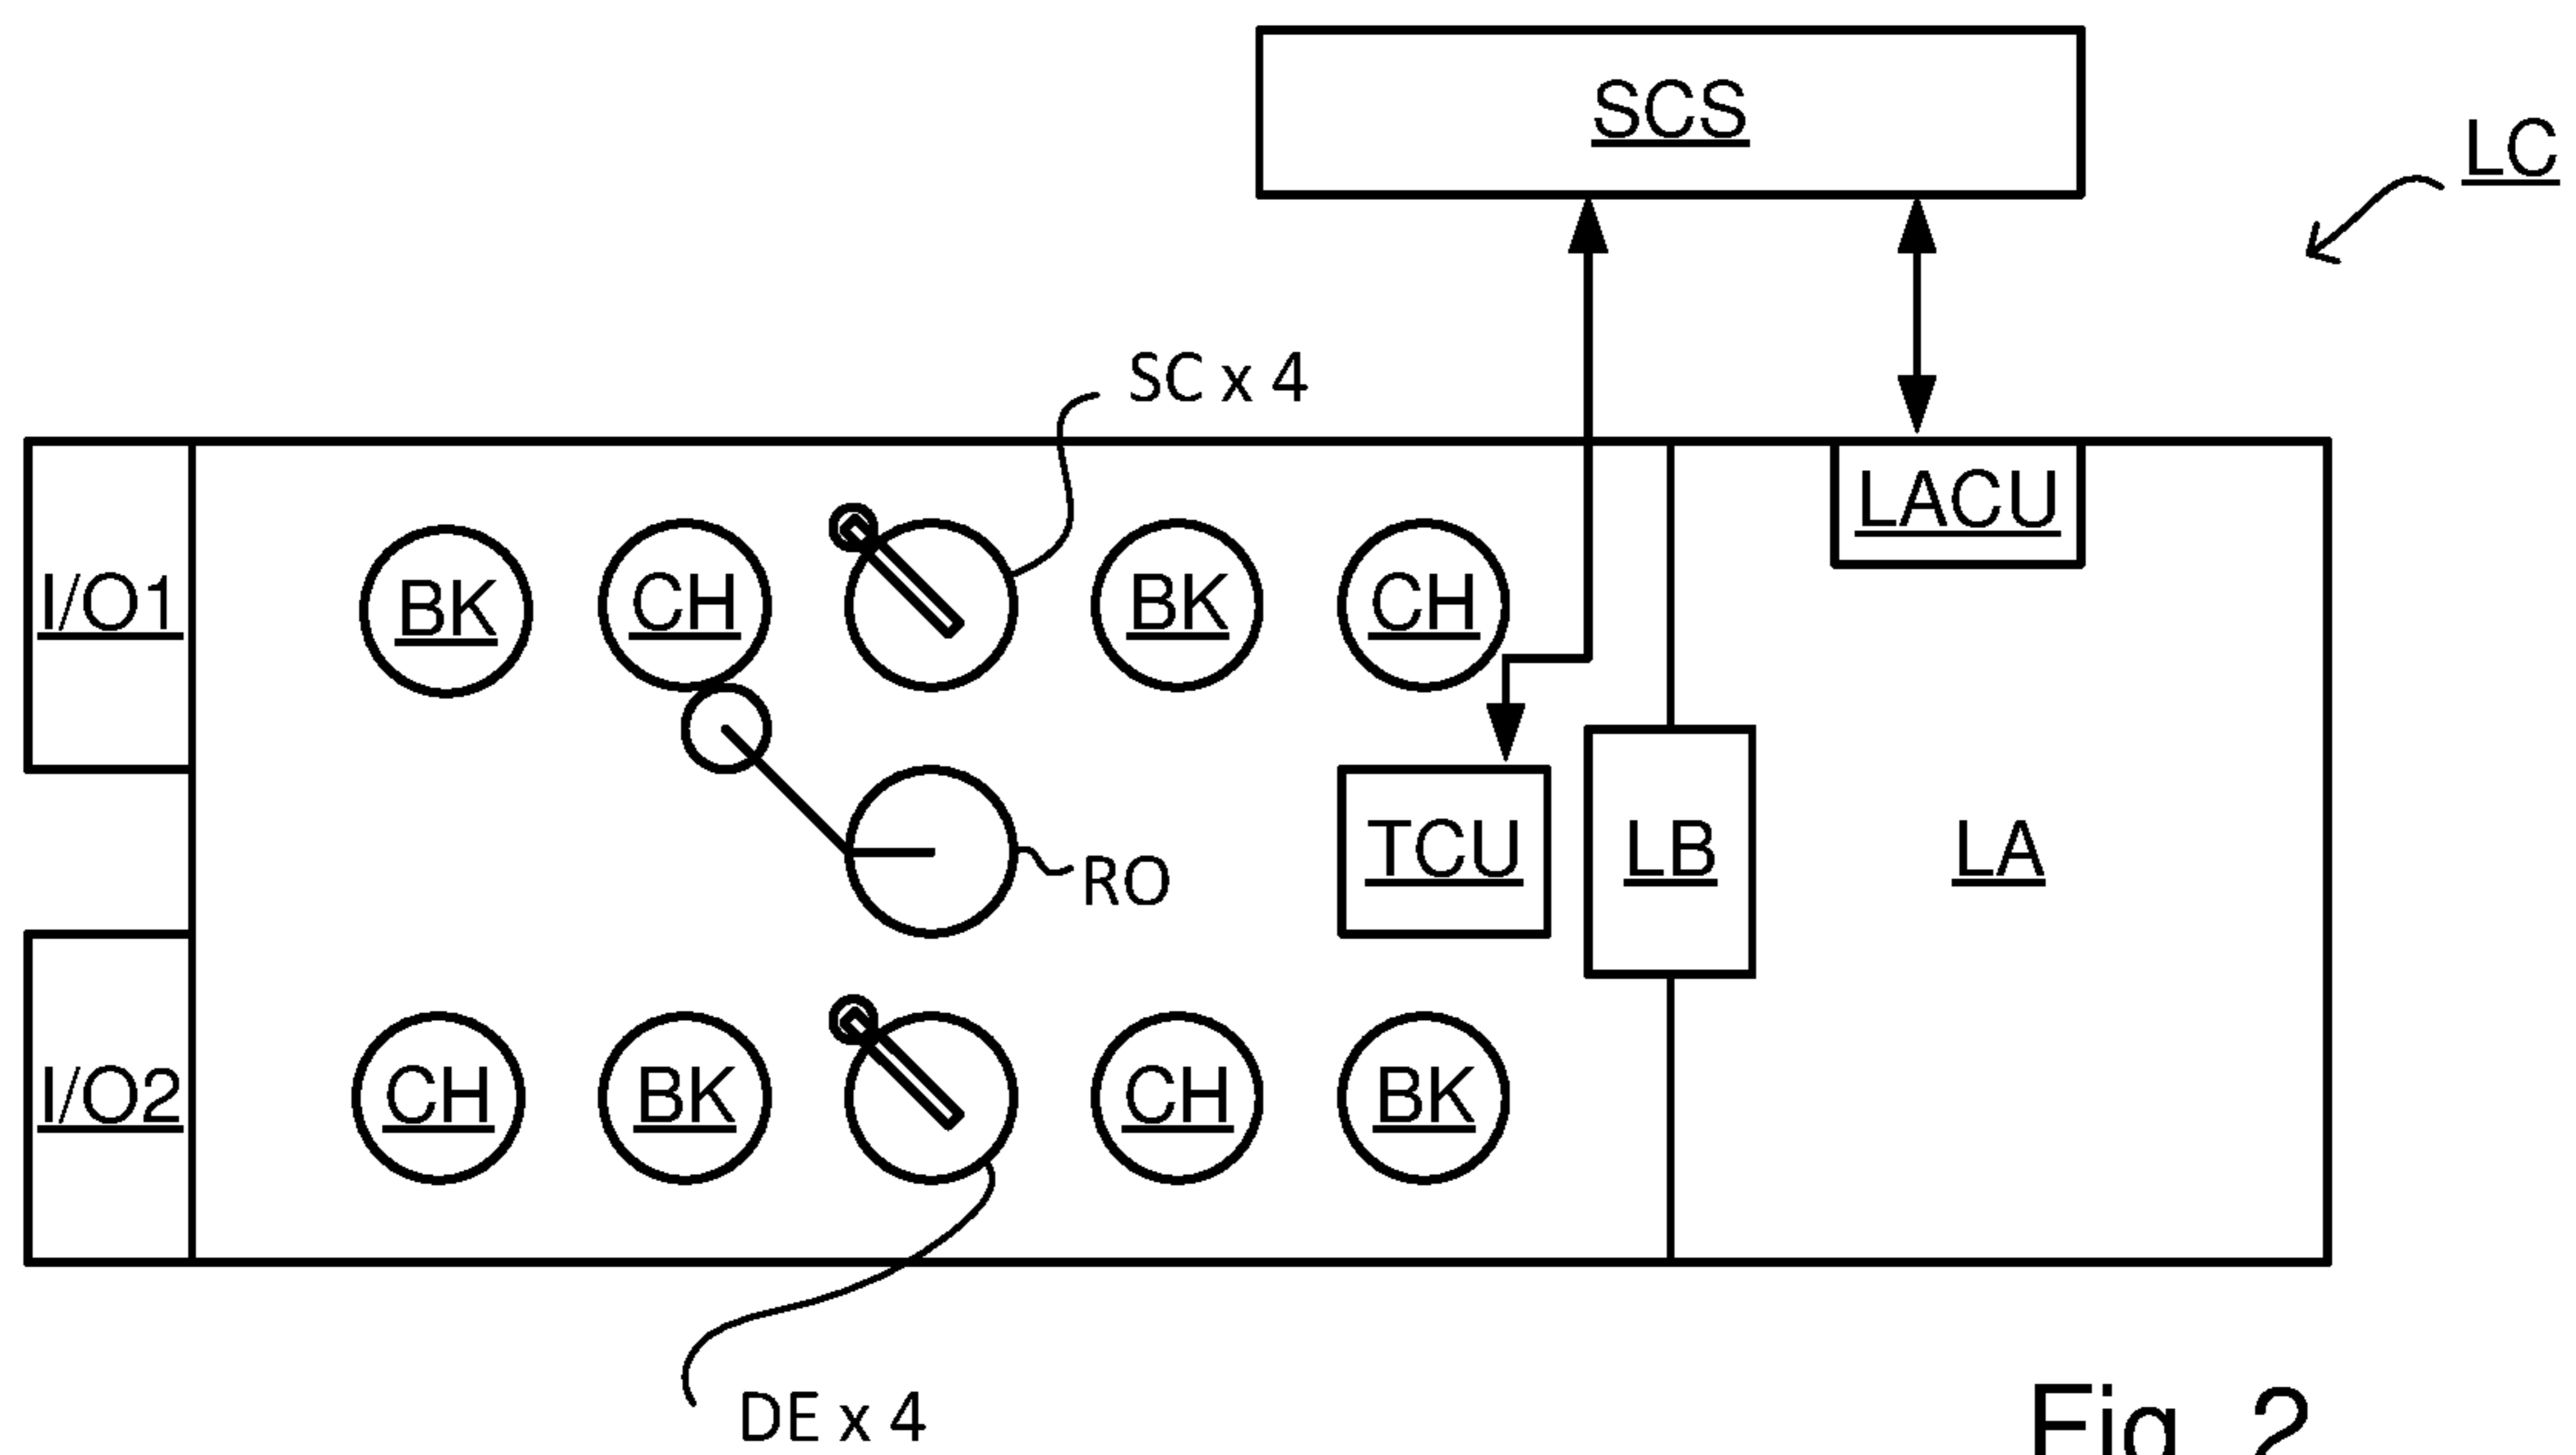 SCS
LC
SC x 4
LACU
I/O1
BK
CH
BK
CH
RO
TCU
LB
LA
I/O2
CH
BK
CH
BK
DE x 4
Fig. 2